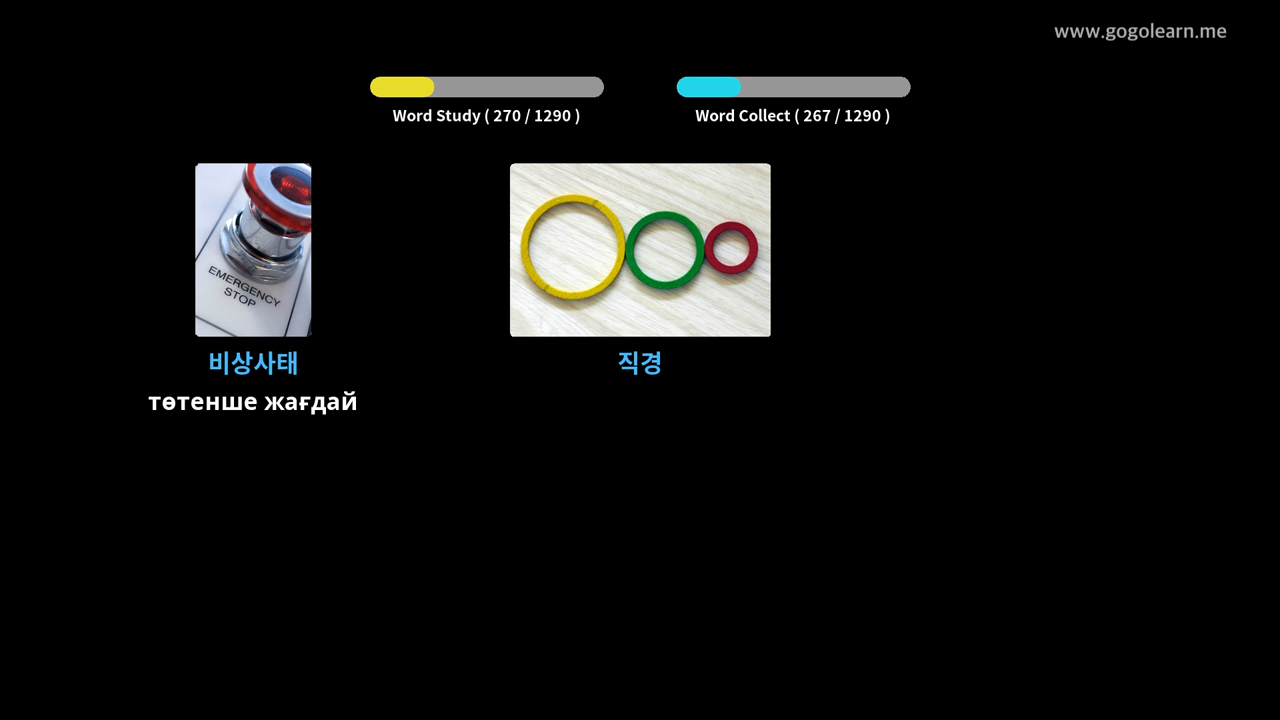 www.gogolearn.me
Word Study ( 270 / 1290 )
Word Collect ( 267 / 1290 )
EMERGENCY
STOP
비상사태
직경
төтенше жағдай